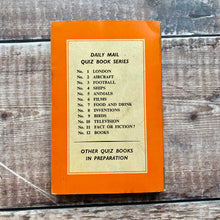 DAILY MAIL
QUIZ BOOK SERIES
No. 1 LONDON
No. 2 AIRCRAFT
No. 3 FOOTBALL
No. 4 SHIPS
No. 5 ANIMALS
No. 6 FILMS
No. 7 FOOD AND DRINK
No. 8 INVENTIONS
No. 9 BIRDS
No. 10 TELEVISION
No. 11 FACT OR FICTION?
No. 12 BOOKS
OTHER QUIZ BOOKS
IN PREPARATION